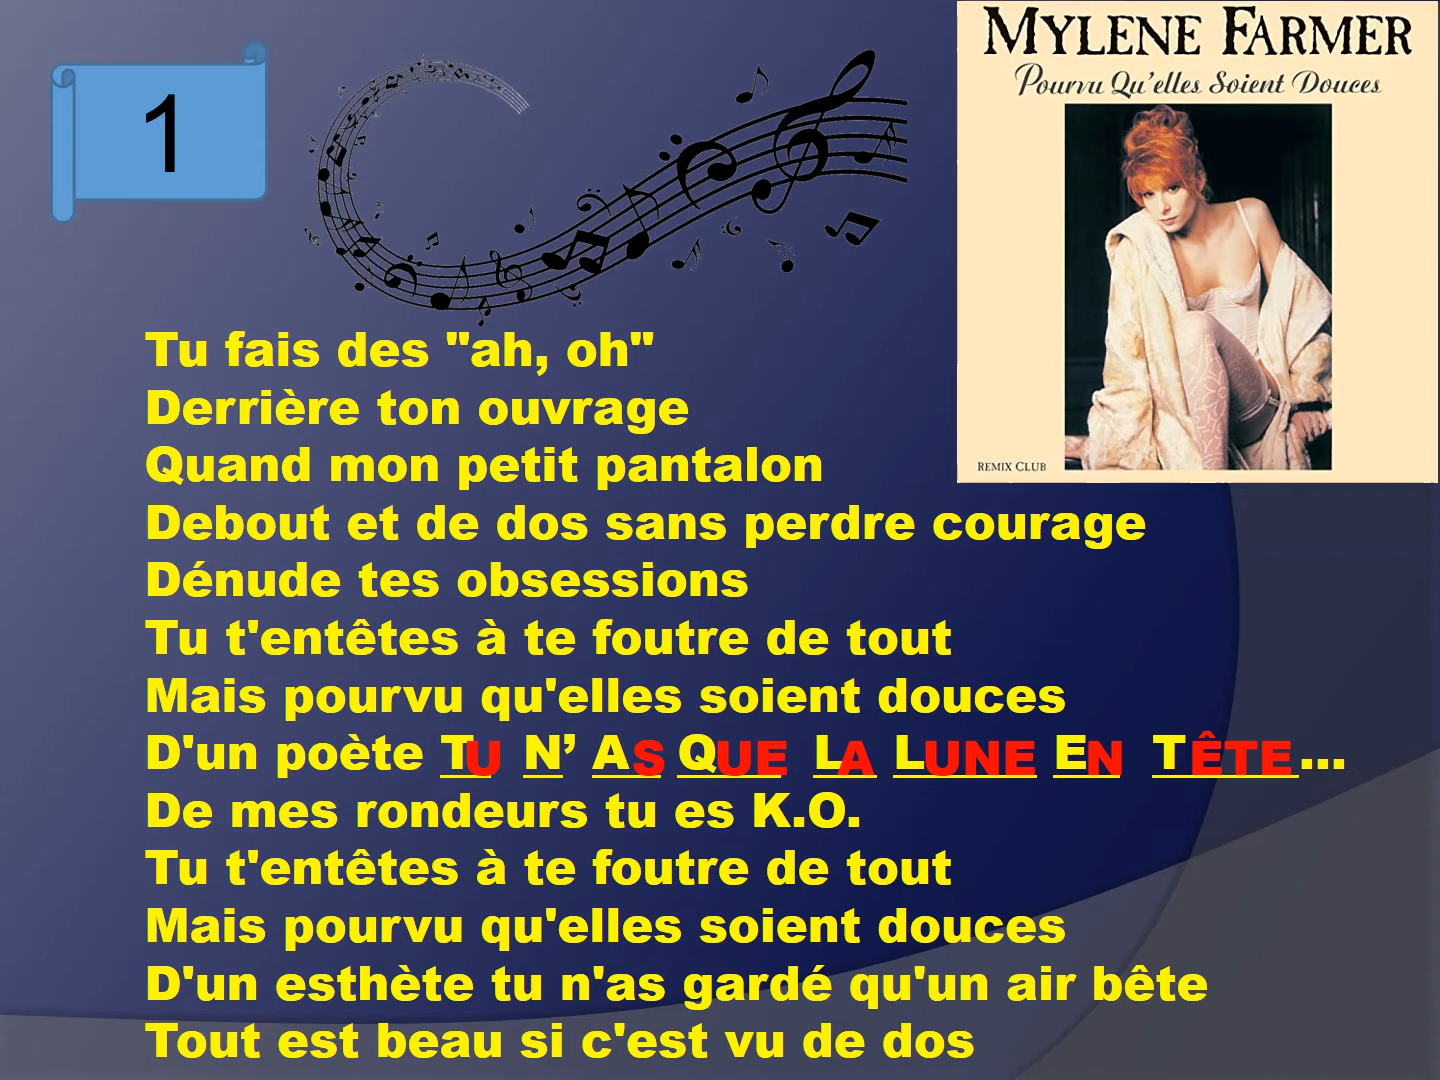 1
MYLENE FARMER
Pourvu Qu'elles Soient Douces
REMIX CLUB
Tu fais des "ah, oh"
Derrière ton ouvrage
Quand mon petit pantalon
Debout et de dos sans perdre courage
Dénude tes obsessions
Tu t'entêtes à te foutre de tout
Mais pourvu qu'elles soient douces
D'un poète TU N’ AS QUE LA LUNE EN TÊTE...
De mes rondeurs tu es K.O.
Tu t'entêtes à te foutre de tout
Mais pourvu qu'elles soient douces
D'un esthète tu n'as gardé qu'un air bête
Tout est beau si c'est vu de dos